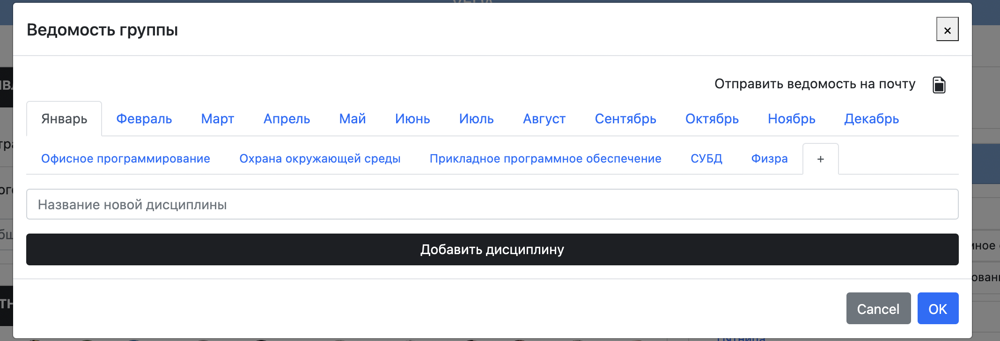 Ведомость группы
×
Отправить ведомость на почту
Январь Февраль Март Апрель Май Июнь Июль Август Сентябрь Октябрь Ноябрь Декабрь
Офисное программирование Охрана окружающей среды Прикладное программное обеспечение СУБД Физра +
Название новой дисциплины
Добавить дисциплину
Cancel OK